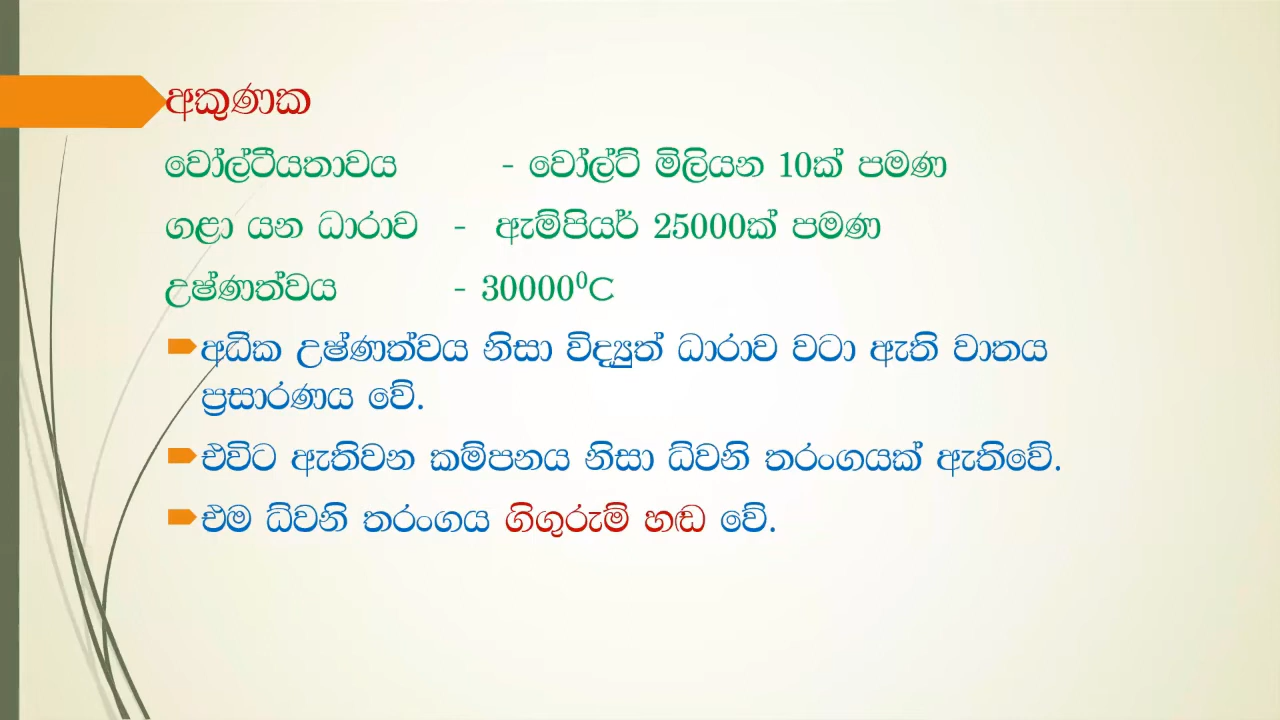 අකුණක
වෝල්ටීයතාවය - වෝල්ට් මිලියන 10ක් පමණ
ගළා යන ධාරාව - ඇම්පියර් 25000ක් පමණ
උෂ්ණත්වය - 30000⁰C
අධික උෂ්ණත්වය නිසා විද්‍යුත් ධාරාව වටා ඇති වාතය
ප්‍රසාරණය වේ.
එවිට ඇතිවන කම්පනය නිසා ධ්වනි තරංගයක් ඇතිවේ.
එම ධ්වනි තරංගය ගිගුරුම් හඬ වේ.